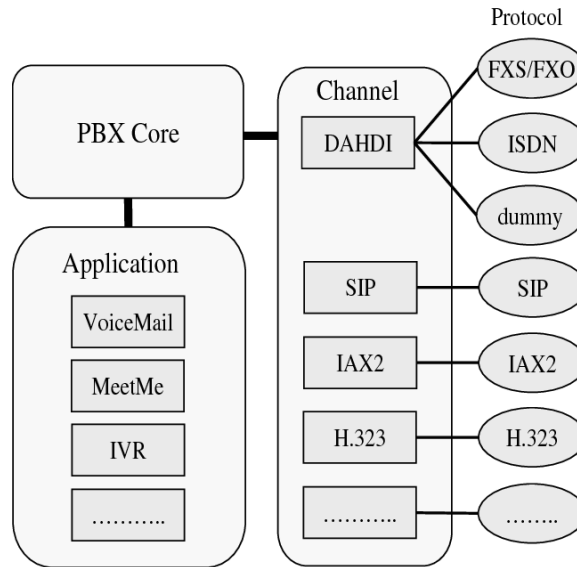 Protocol
PBX Core
Channel
DAHDI
FXS/FXO
ISDN
dummy
Application
VoiceMail
MeetMe
IVR
………..
SIP
SIP
IAX2
IAX2
H.323
H.323
………..
……..